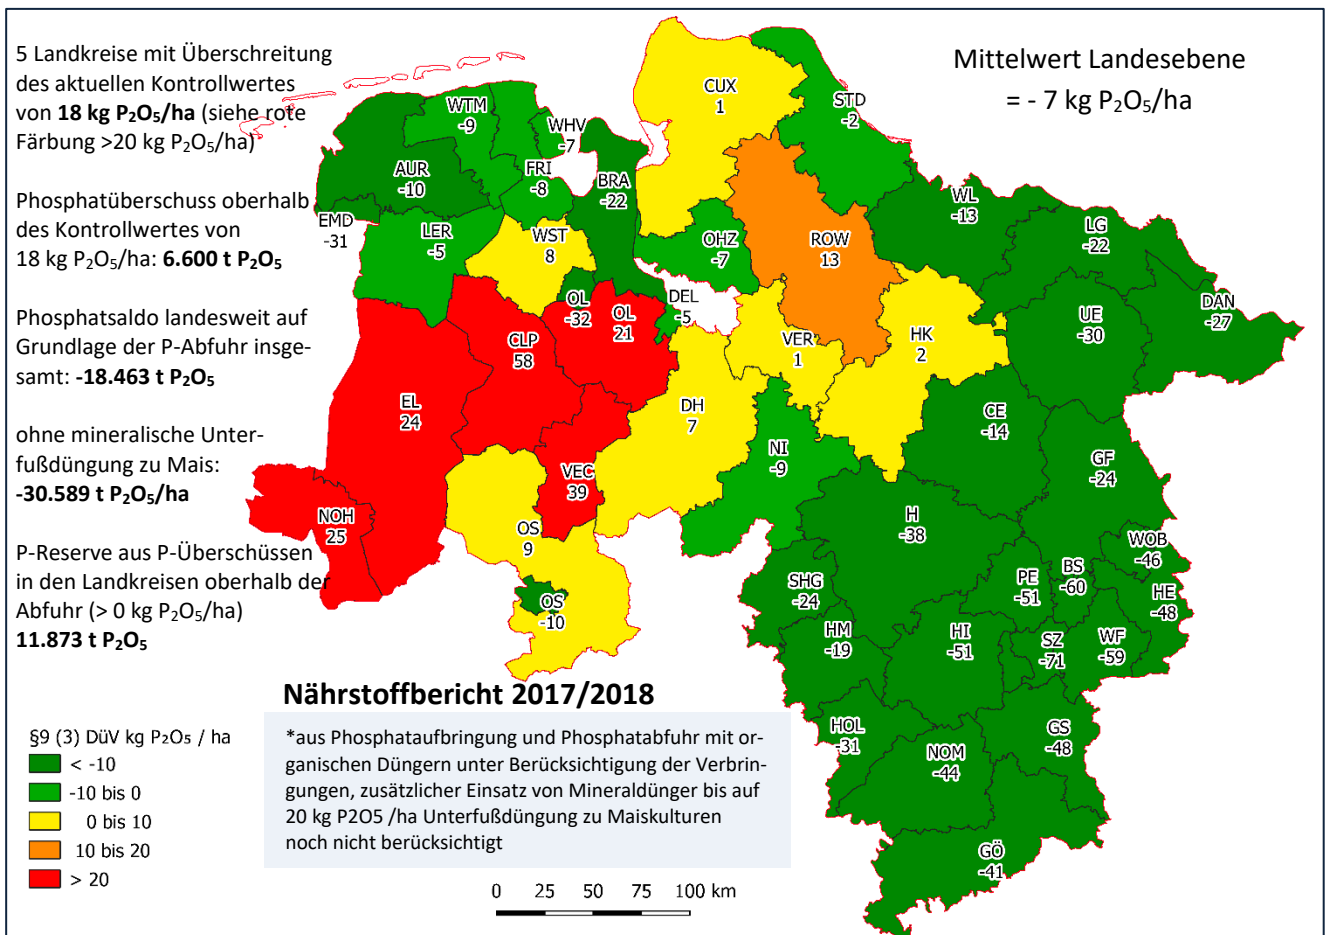 5 Landkreise mit Überschreitung
des aktuellen Kontrollwertes
von 18 kg P₂O₅/ha (siehe rote
Färbung >20 kg P₂O₅/ha)
Phosphatüberschuss oberhalb
des Kontrollwertes von
18 kg P₂O₅/ha: 6.600 t P₂O₅
Phosphatsaldo landesweit auf
Grundlage der P-Abfuhr insge-
samt: -18.463 t P₂O₅
ohne mineralische Unter-
fußdüngung zu Mais:
-30.589 t P₂O₅/ha
P-Reserve aus P-Überschüssen
in den Landkreisen oberhalb der
Abfuhr (> 0 kg P₂O₅/ha)
11.873 t P₂O₅
Mittelwert Landesebene
= - 7 kg P₂O₅/ha
CUX
1
STD
-2
WTM
-9
WHV
-7
FRI
-8
AUR
-10
BRA
-22
EMD
-31
LER
-5
WST
8
OHZ
-7
ROW
13
WL
-13
LG
-22
DAN
-27
UE
-30
OL
-32
OL
21
DEL
-5
CLP
58
VER
1
HK
2
EL
24
DH
7
CE
-14
NI
-9
GF
-24
VEC
39
NOH
25
OS
9
OS
-10
H
-38
WOB
-46
SHG
-24
PE
-51
BS
-60
HE
-48
HM
-19
HI
-51
SZ
-71
WF
-59
HOL
-31
NOM
-44
GS
-48
GÖ
-41
Nährstoffbericht 2017/2018
*aus Phosphataufbringung und Phosphatabfuhr mit or-
ganischen Düngern unter Berücksichtigung der Verbrin-
gungen, zusätzlicher Einsatz von Mineraldünger bis auf
20 kg P2O5 /ha Unterfußdüngung zu Maiskulturen
noch nicht berücksichtigt
§9 (3) DüV kg P₂O₅ / ha
< -10
-10 bis 0
0 bis 10
10 bis 20
> 20
0 25 50 75 100 km